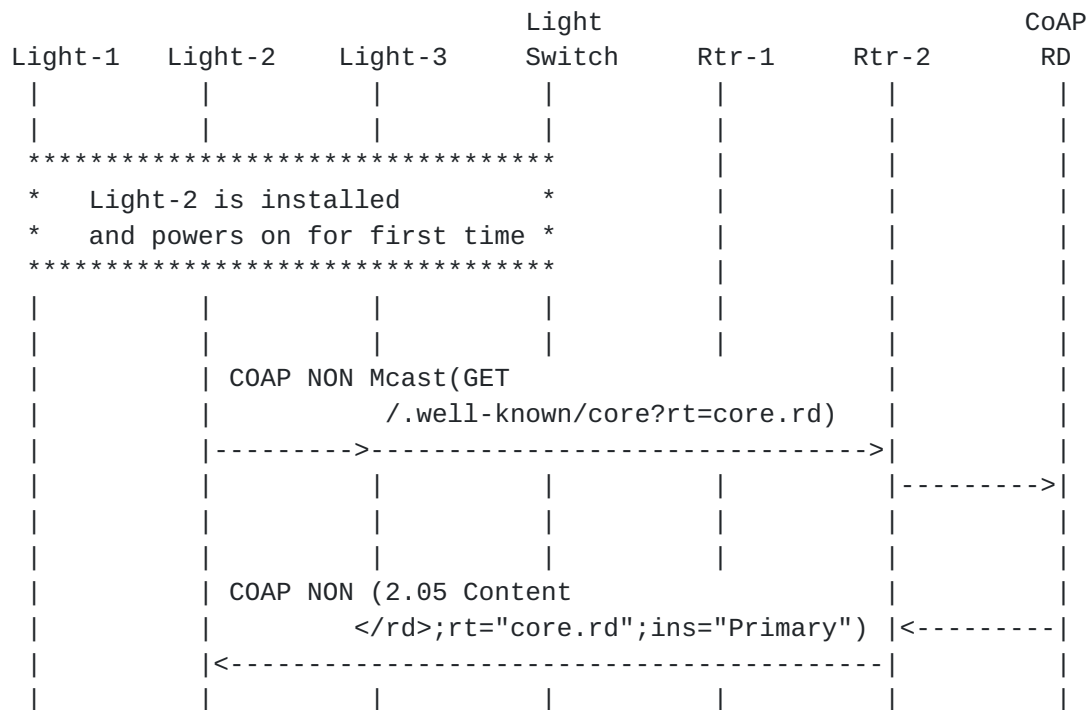 Light                           CoAP
Light-1   Light-2    Light-3     Switch     Rtr-1     Rtr-2       RD
 |          |          |          |          |          |          |
 |          |          |          |          |          |          |
 **********************************          |          |          |
 *   Light-2 is installed         *          |          |          |
 *   and powers on for first time *          |          |          |
 **********************************          |          |          |
 |          |          |          |          |          |          |
 |          |          |          |          |          |          |
 |          | COAP NON Mcast(GET                        |          |
 |          |           /.well-known/core?rt=core.rd)   |          |
 |          |--------->-------------------------------->|          |
 |          |          |          |          |          |--------->|
 |          |          |          |          |          |          |
 |          |          |          |          |          |          |
 |          | COAP NON (2.05 Content                    |          |
 |          |         </rd>;rt="core.rd";ins="Primary") |<---------|
 |          |<------------------------------------------|          |
 |          |          |          |          |          |          |